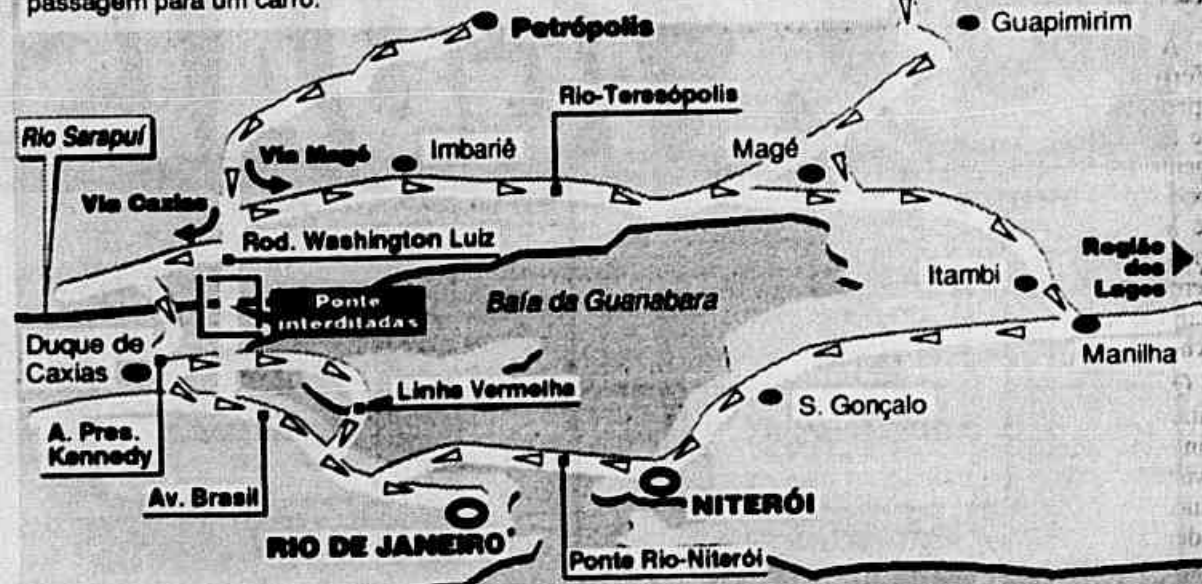 passagem para um carro.
Petrópolis
Guapimirim
Rio-Teresópolis
Rio Sarapuí
Via Magé
Imbariê
Magé
Via Caxias
Rod. Washington Luiz
Região
dos
Lagos
Itambi
Ponte
interditadas
Baía da Guanabara
Duque de
Caxias
Manilha
Linha Vermelha
S. Gonçalo
A. Pres.
Kennedy
Av. Brasil
NITERÓI
RIO DE JANEIRO
Ponte Rio-Niterói